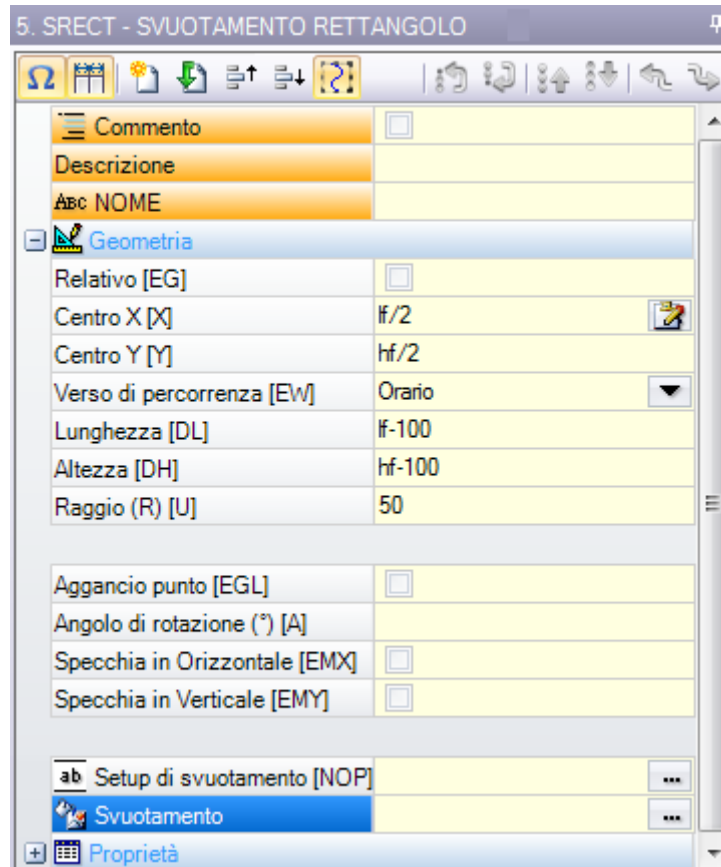 5. SRECT - SVUOTAMENTO RETTANGOLO
Commento
Descrizione
ABC NOME
Geometria
Relativo [EG]
Centro X [X] lf/2
Centro Y [Y] hf/2
Verso di percorrenza [EW] Orario
Lunghezza [DL] lf-100
Altezza [DH] hf-100
Raggio (R) [U] 50
Aggancio punto [EGL]
Angolo di rotazione (°) [A]
Specchia in Orizzontale [EMX]
Specchia in Verticale [EMY]
ab Setup di svuotamento [NOP] ...
Svuotamento ...
Proprietà